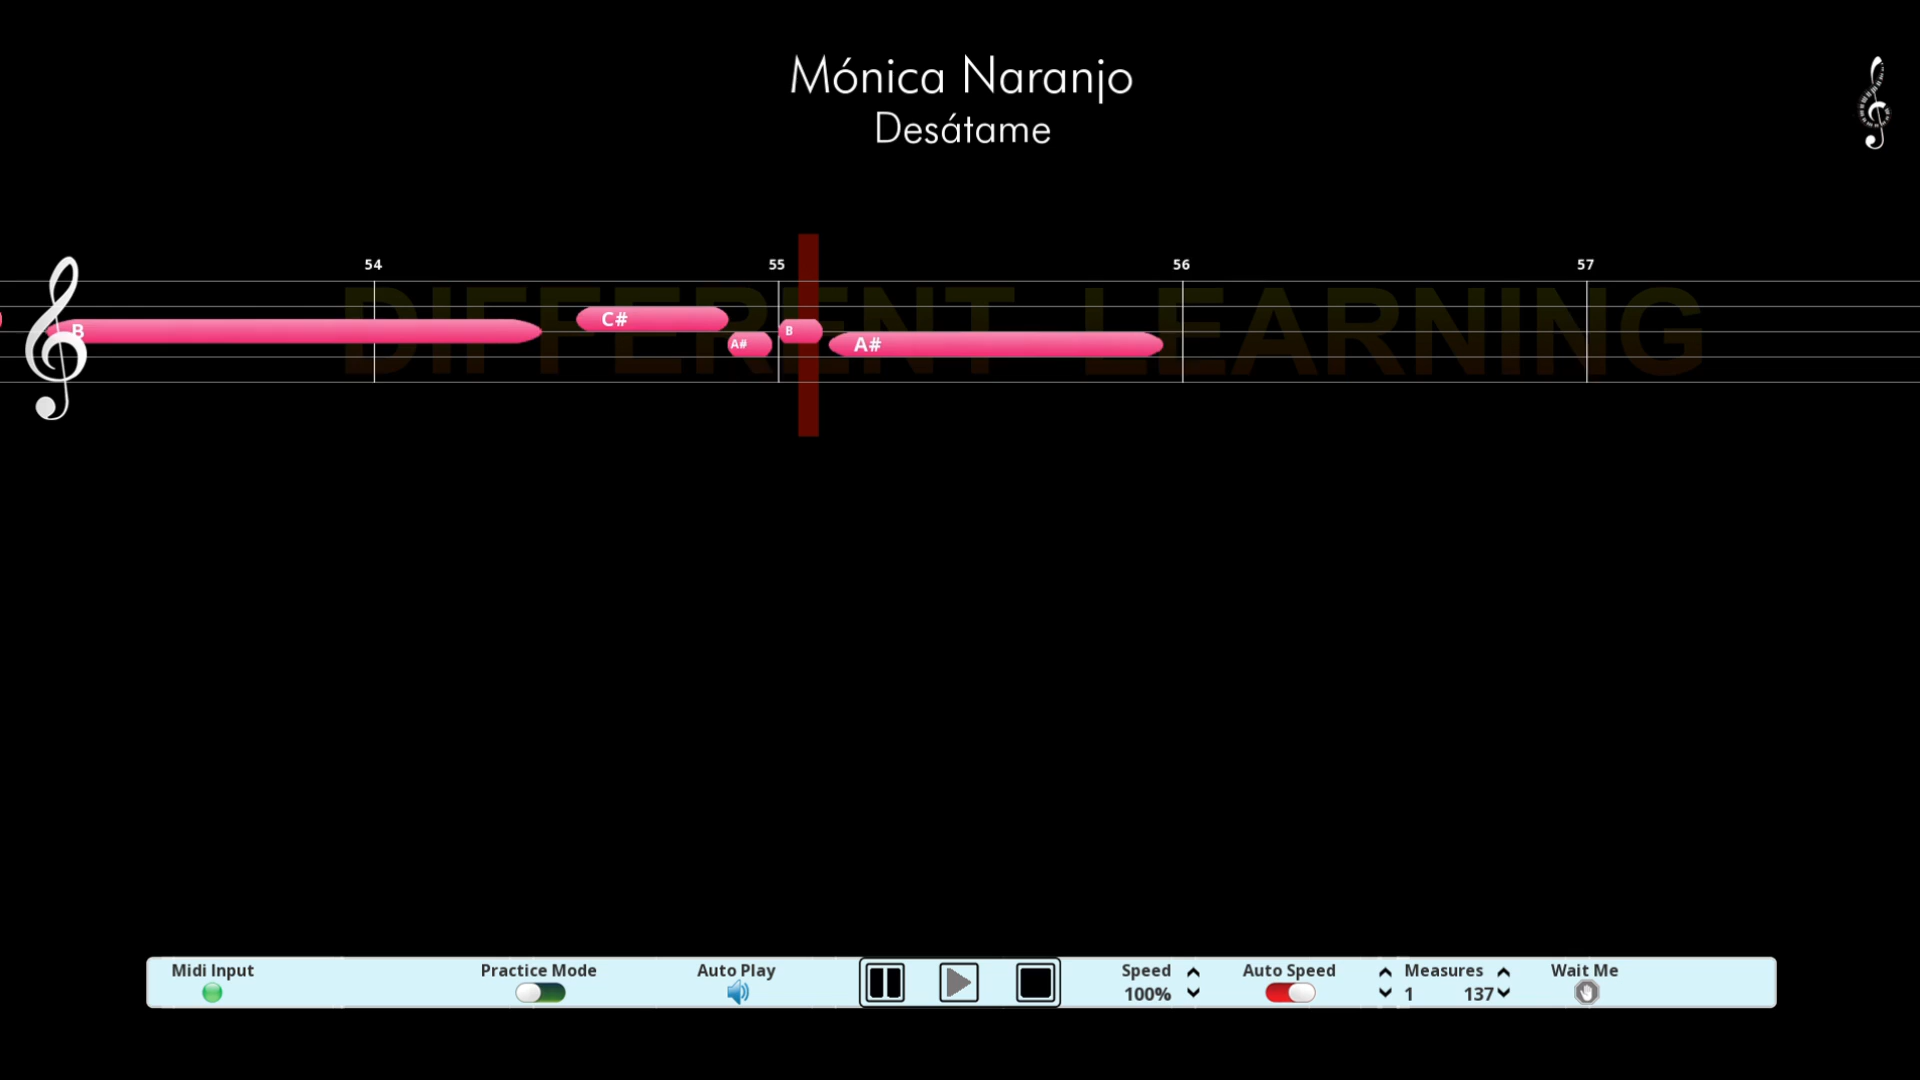 Mónica Naranjo
Desátame
54 55 56 57
DIFFERENT LEARNING
B C# A# B A#
Midi Input Practice Mode Auto Play Speed Auto Speed Measures Wait Me
100% 1 137